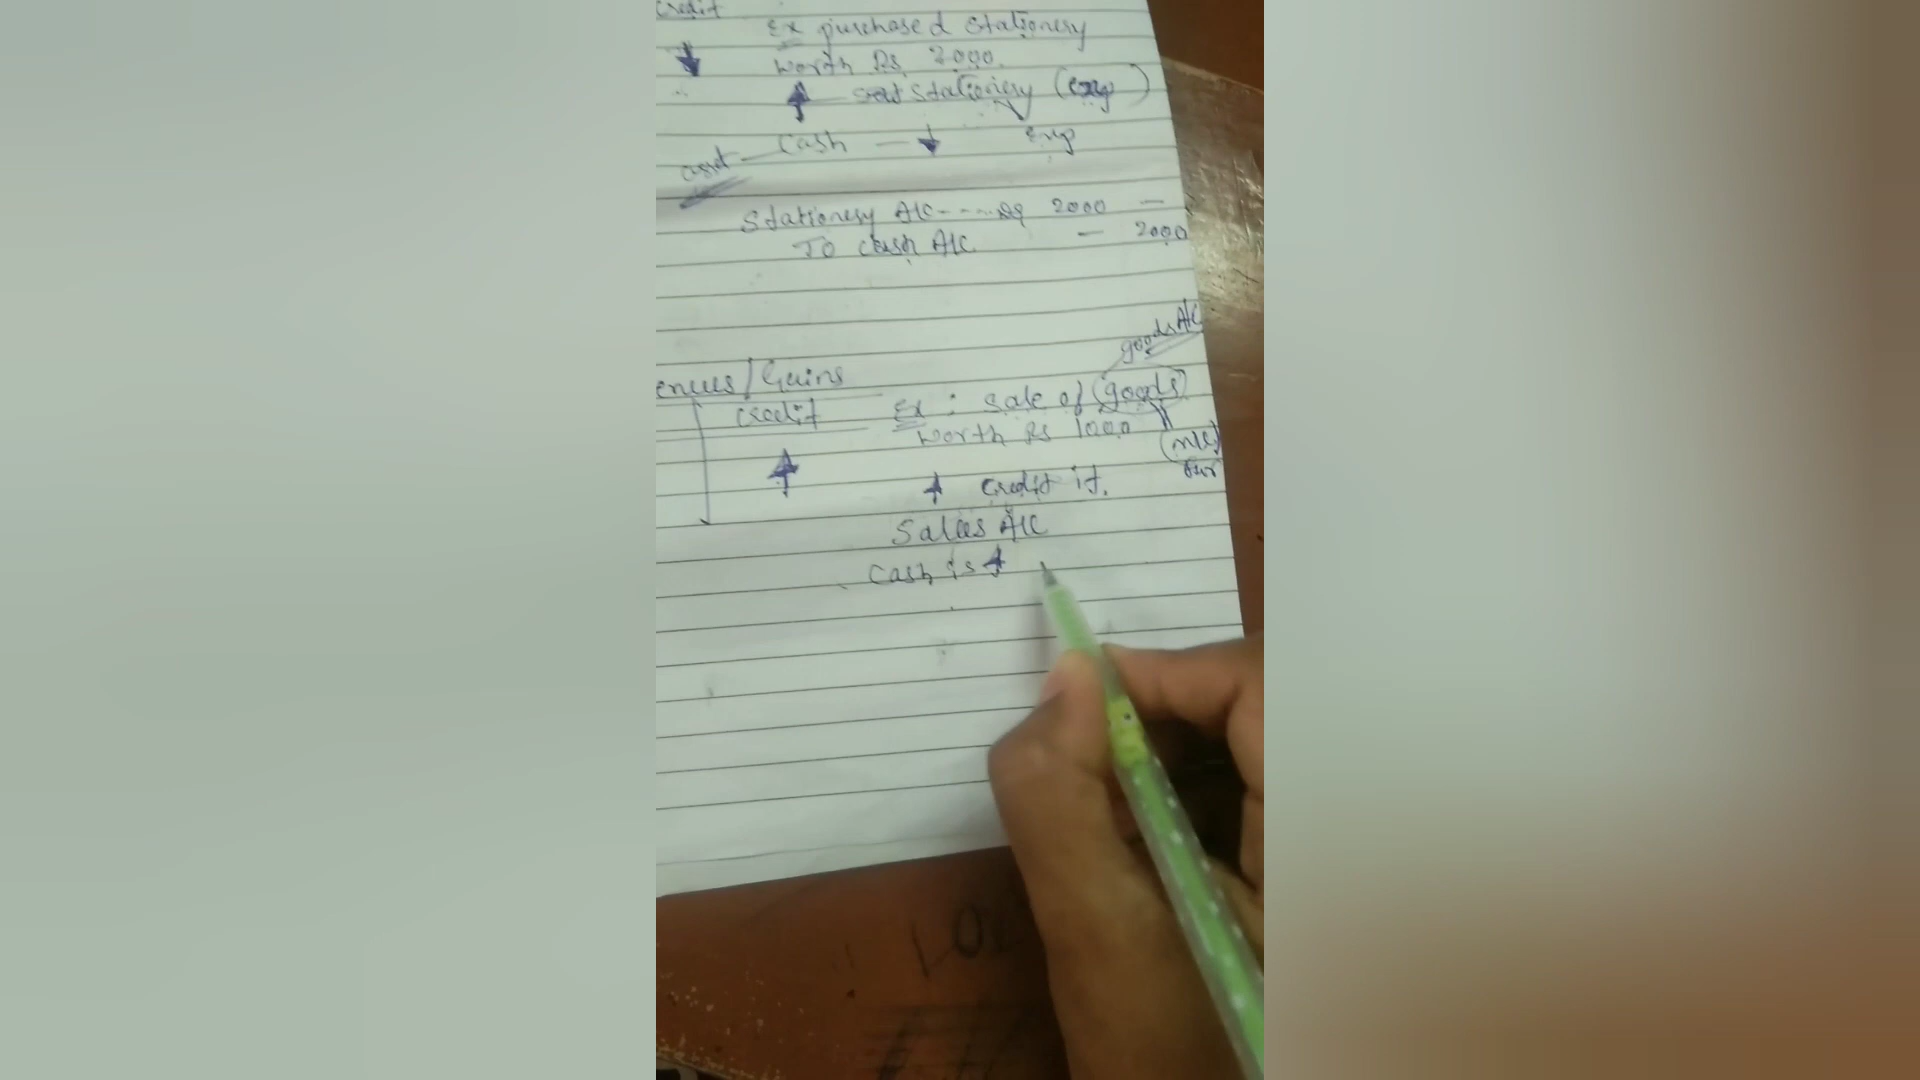 credit
Ex purchased stationery
worth Rs 2000.
stationery (exp)
Exp
Cash —
asset
Stationery A/C - - - .. Dr 2000 —
TO Cash A/C — 2000
goods A/C
enues/Gains
credit
Ex : Sale of goods
worth Rs 1000
credit it.
Sales A/C
Cash is